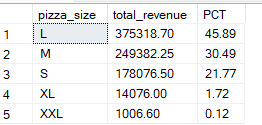 pizza_size total_revenue PCT
1 L 375318.70 45.89
2 M 249382.25 30.49
3 S 178076.50 21.77
4 XL 14076.00 1.72
5 XXL 1006.60 0.12